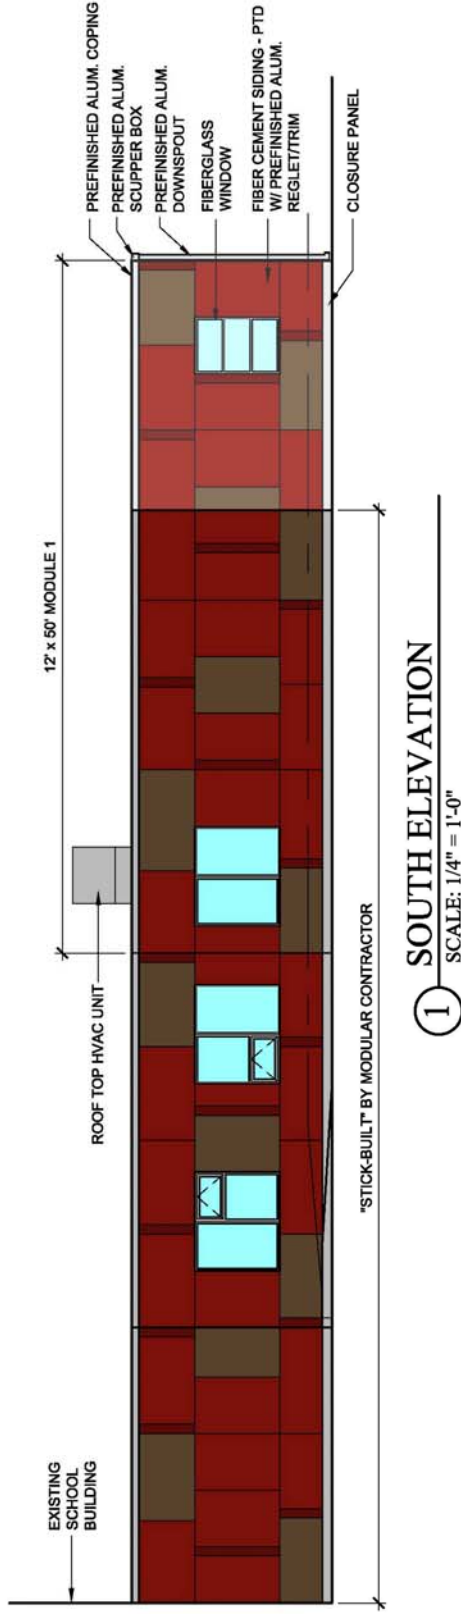 EXISTING
SCHOOL
BUILDING
ROOF TOP HVAC UNIT
12' x 50' MODULE 1
PREFINISHED ALUM. COPING
PREFINISHED ALUM.
SCUPPER BOX
PREFINISHED ALUM.
DOWNSPOUT
FIBERGLASS
WINDOW
FIBER CEMENT SIDING - PTD
W/ PREFINISHED ALUM.
REGLET/TRIM
CLOSURE PANEL
"STICK-BUILT" BY MODULAR CONTRACTOR
1 SOUTH ELEVATION
SCALE: 1/4" = 1'-0"